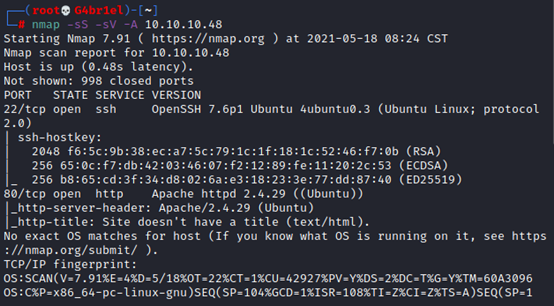 ┌──(root💀G4br1el)-[~]
└─# nmap -sS -sV -A 10.10.10.48
Starting Nmap 7.91 ( https://nmap.org ) at 2021-05-18 08:24 CST
Nmap scan report for 10.10.10.48
Host is up (0.48s latency).
Not shown: 998 closed ports
PORT   STATE SERVICE VERSION
22/tcp open  ssh     OpenSSH 7.6p1 Ubuntu 4ubuntu0.3 (Ubuntu Linux; protocol
2.0)
| ssh-hostkey:
|   2048 f6:5c:9b:38:ec:a7:5c:79:1c:1f:18:1c:52:46:f7:0b (RSA)
|   256 65:0c:f7:db:42:03:46:07:f2:12:89:fe:11:20:2c:53 (ECDSA)
|_  256 b8:65:cd:3f:34:d8:02:6a:e3:18:23:3e:77:dd:87:40 (ED25519)
80/tcp open  http    Apache httpd 2.4.29 ((Ubuntu))
|_http-server-header: Apache/2.4.29 (Ubuntu)
|_http-title: Site doesn't have a title (text/html).
No exact OS matches for host (If you know what OS is running on it, see https
://nmap.org/submit/ ).
TCP/IP fingerprint:
OS:SCAN(V=7.91%E=4%D=5/18%OT=22%CT=1%CU=42927%PV=Y%DS=2%DC=T%G=Y%TM=60A3096
OS:C%P=x86_64-pc-linux-gnu)SEQ(SP=104%GCD=1%ISR=108%TI=Z%CI=Z%TS=A)SEQ(SP=1